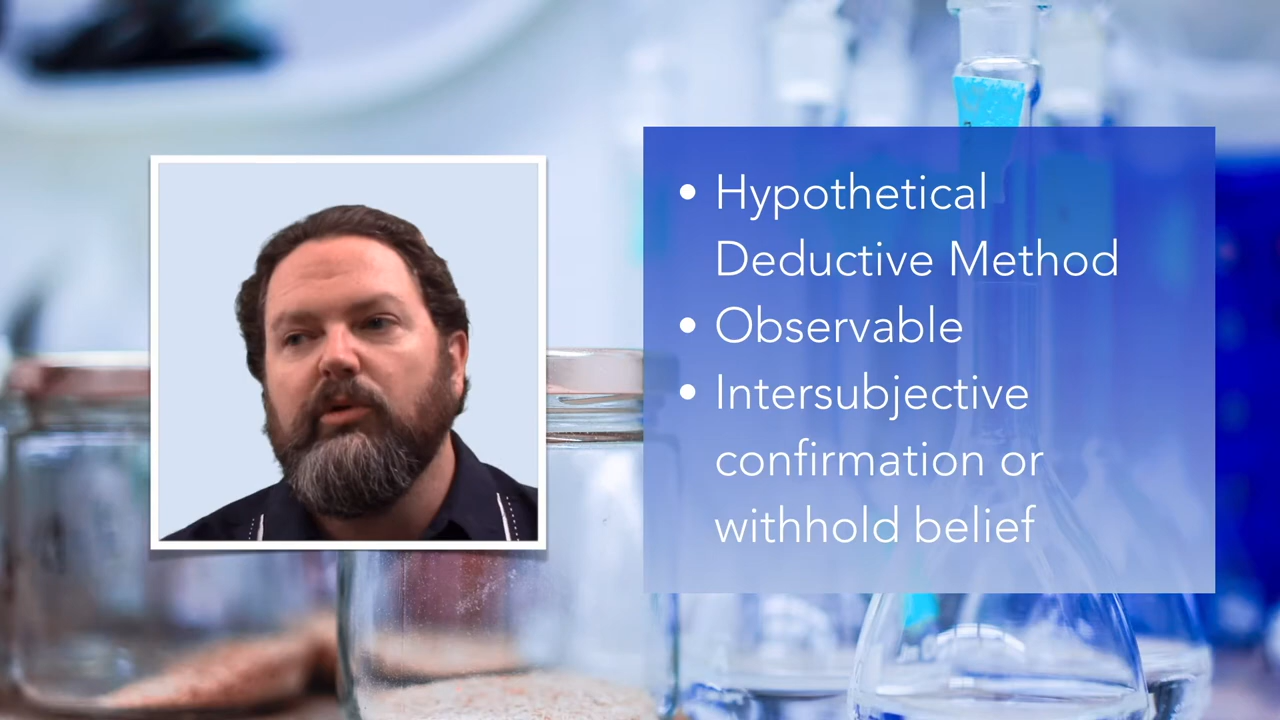 • Hypothetical
Deductive Method
• Observable
• Intersubjective
confirmation or
withhold belief